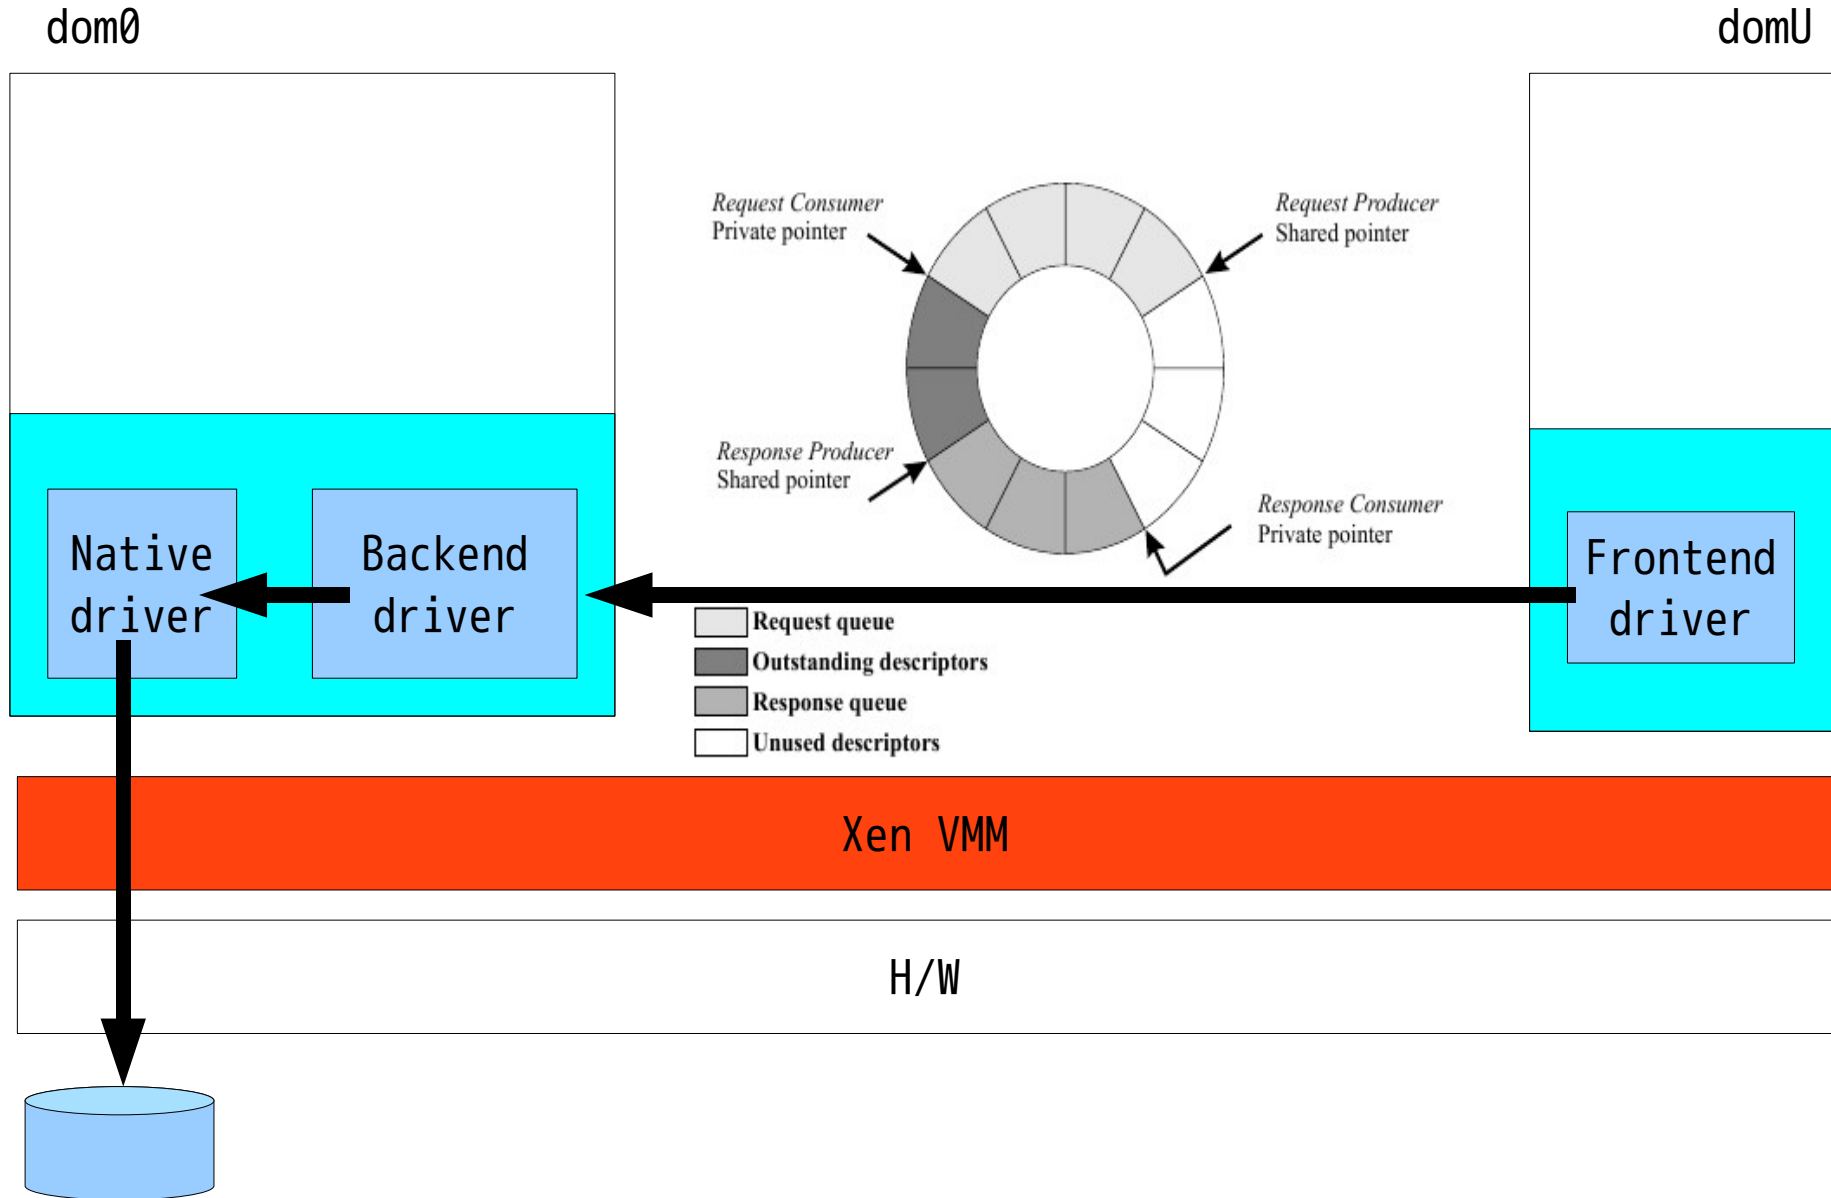 dom0
domU
Request Consumer
Private pointer
Request Producer
Shared pointer
Response Producer
Shared pointer
Response Consumer
Private pointer
Native
driver
Backend
driver
Frontend
driver
Request queue
Outstanding descriptors
Response queue
Unused descriptors
Xen VMM
H/W